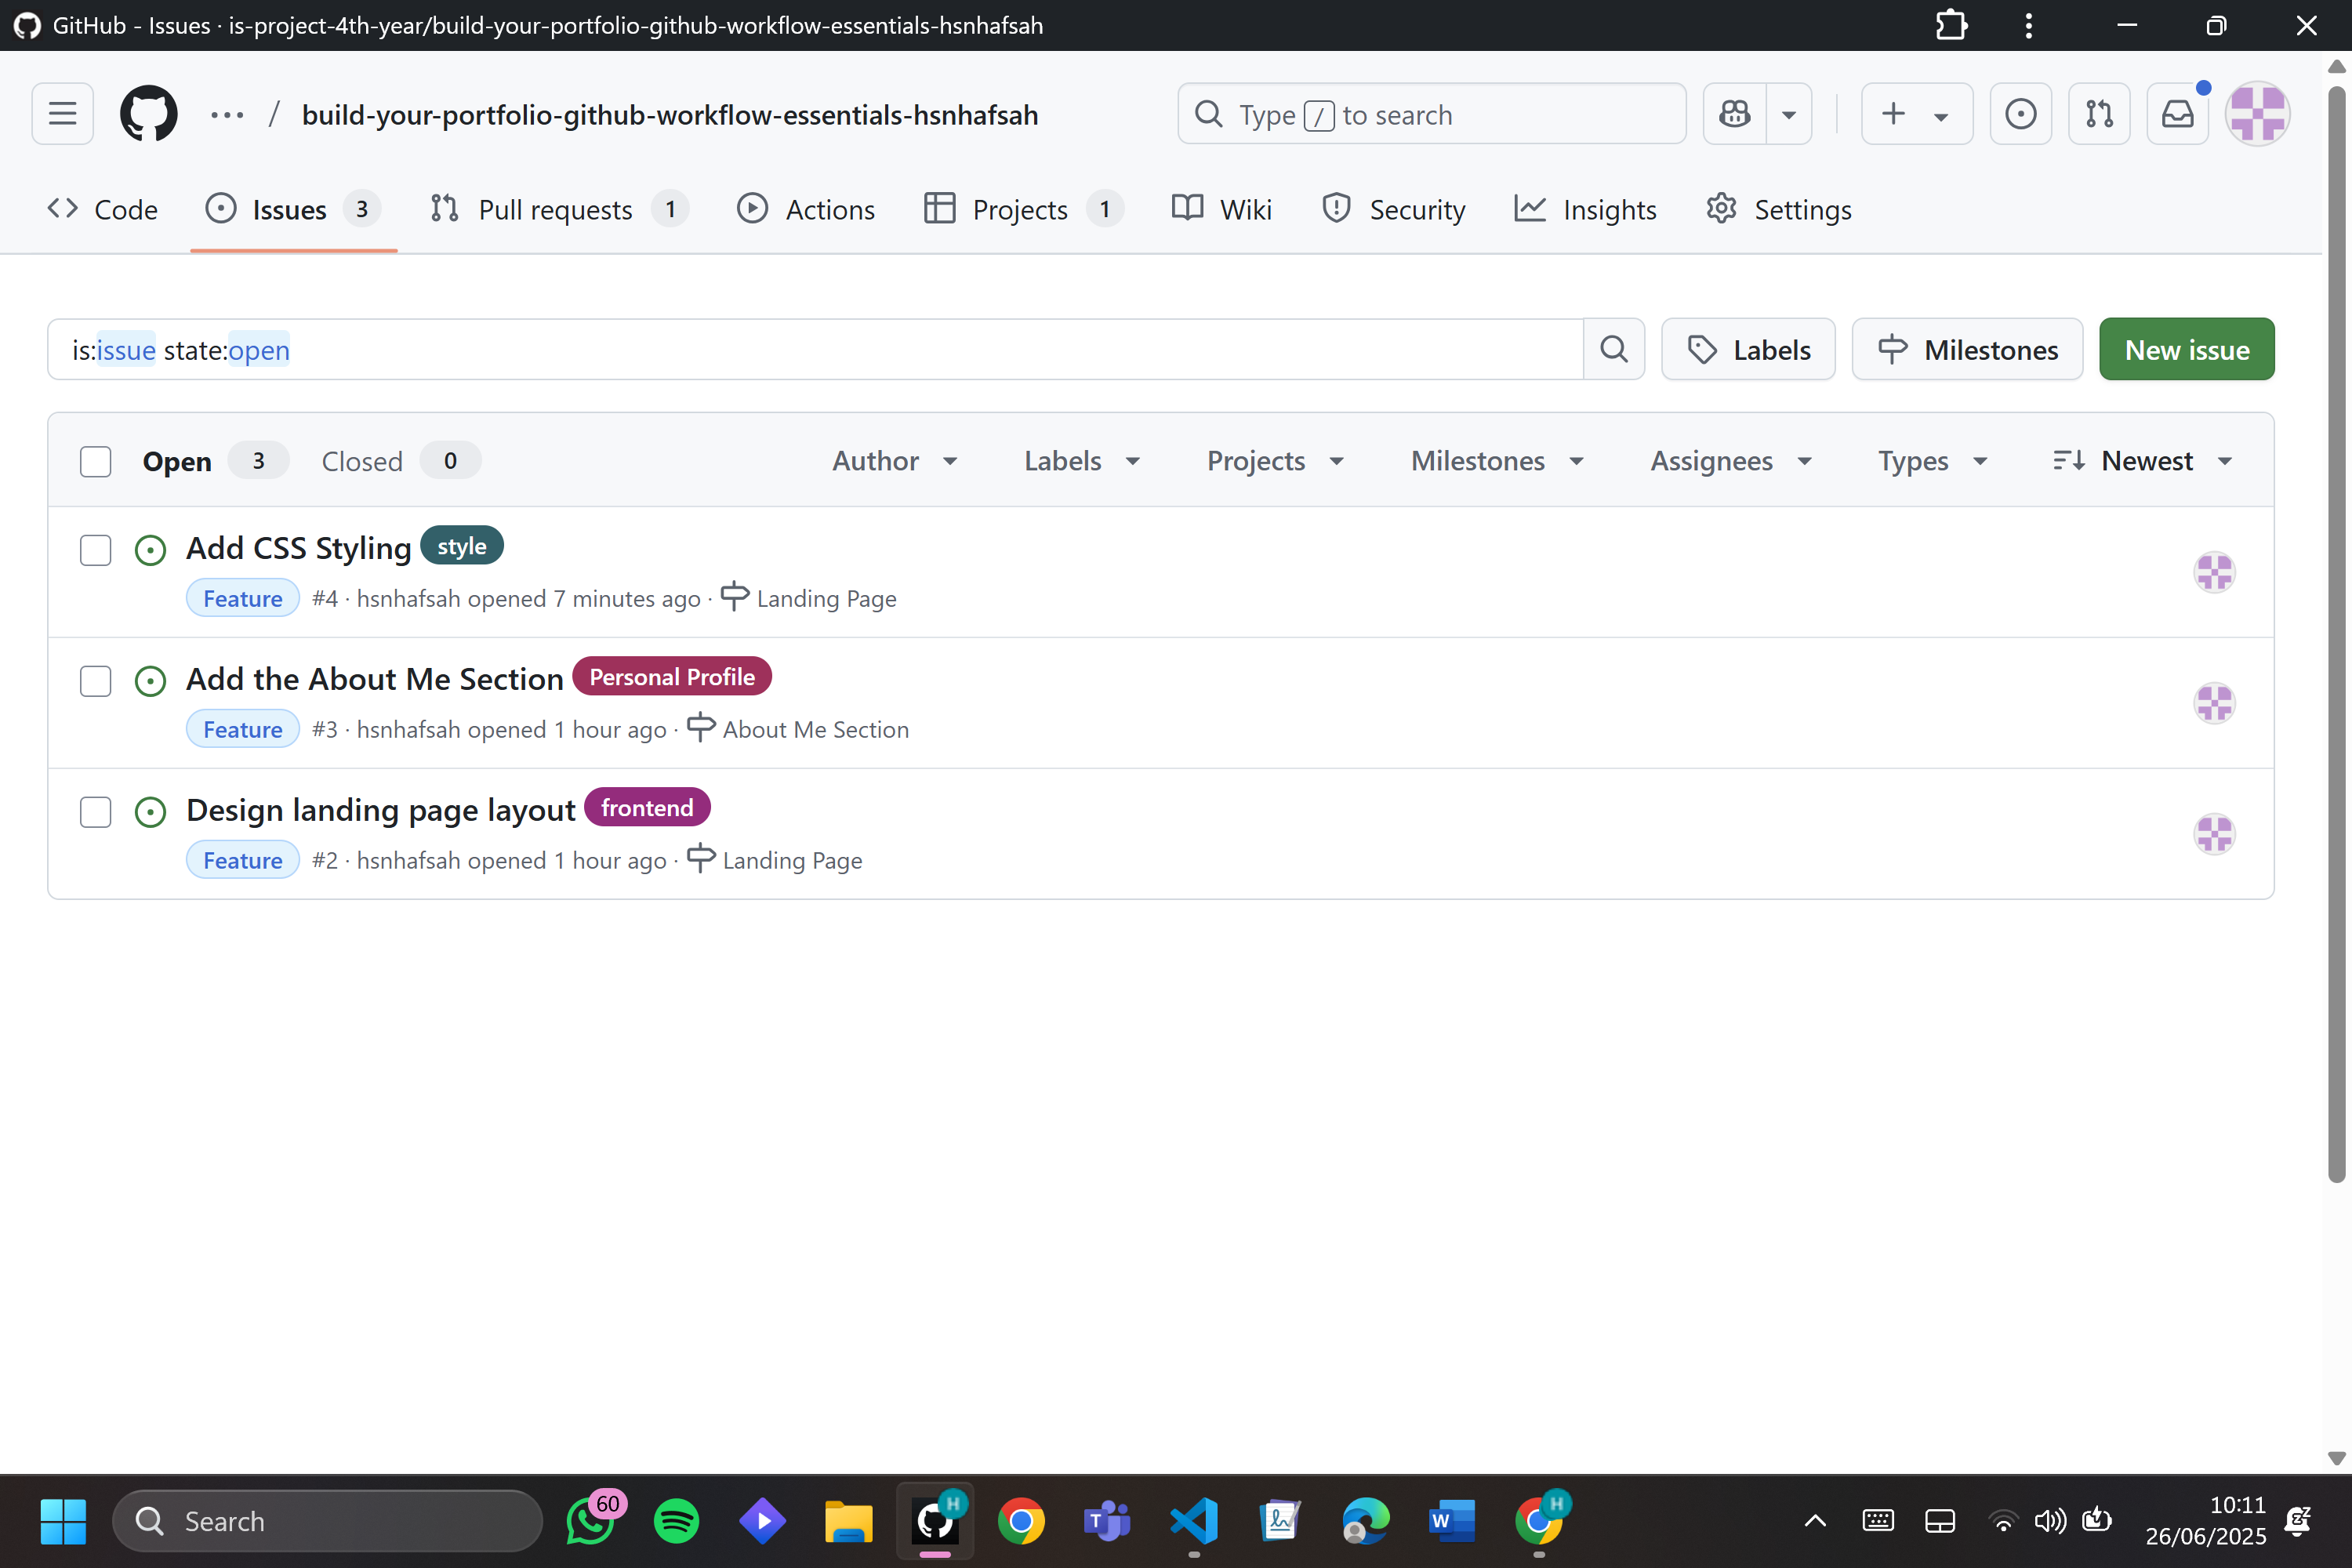 GitHub - Issues · is-project-4th-year/build-your-portfolio-github-workflow-essentials-hsnhafsah
/ build-your-portfolio-github-workflow-essentials-hsnhafsah
Type / to search
Code
Issues 3
Pull requests 1
Actions
Projects 1
Wiki
Security
Insights
Settings
is:issue state:open
Labels
Milestones
New issue
Open 3
Closed 0
Author
Labels
Projects
Milestones
Assignees
Types
Newest
Add CSS Styling style
Feature #4 · hsnhafsah opened 7 minutes ago · Landing Page
Add the About Me Section Personal Profile
Feature #3 · hsnhafsah opened 1 hour ago · About Me Section
Design landing page layout frontend
Feature #2 · hsnhafsah opened 1 hour ago · Landing Page
Search
60
H
T
W
H
10:11
26/06/2025